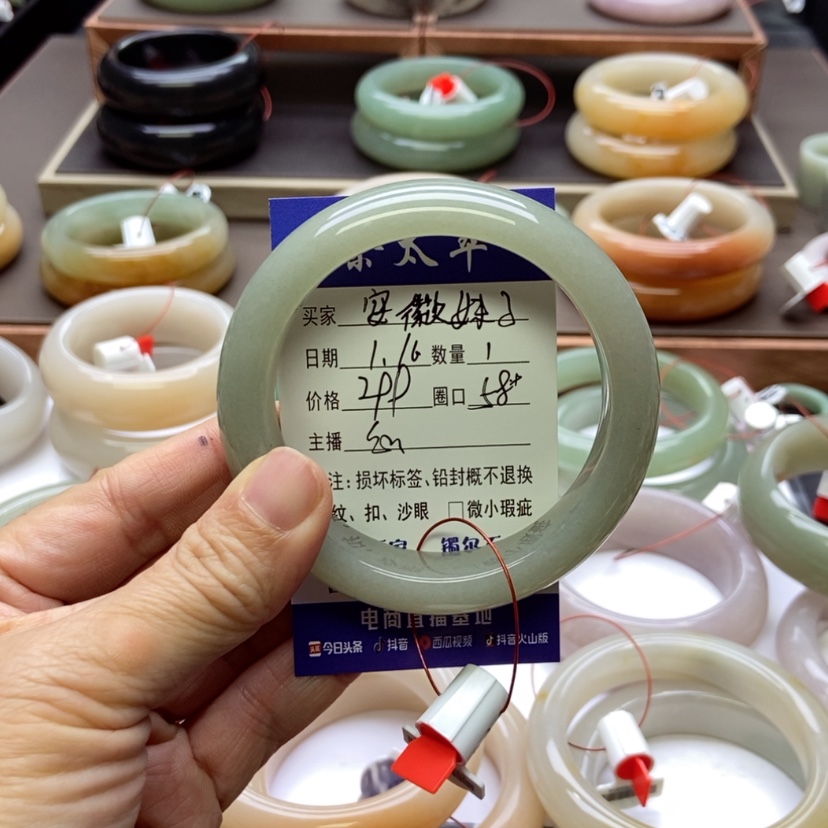 太平
买家 安徽妹子
日期 1.16 数量 1
价格 299 圈口 58+
主播
注:损坏标签、铅封概不退换
纹、扣、沙眼 □微小瑕疵
电商直播基地
今日头条 抖音 西瓜视频 抖音火山版